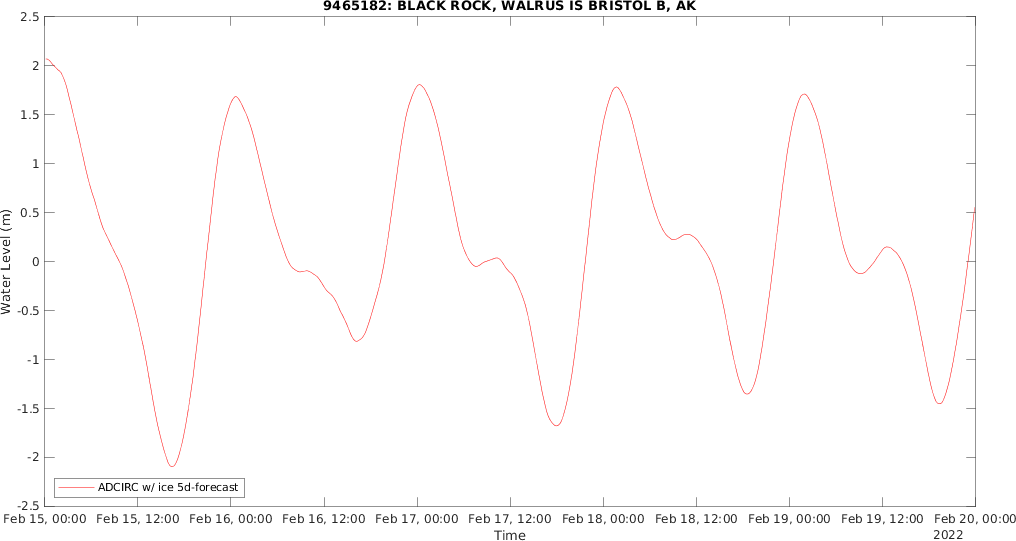 9465182: BLACK ROCK, WALRUS IS BRISTOL B, AK
2.5
2
1.5
1
0.5
0
-0.5
-1
-1.5
-2
-2.5
Water Level (m)
ADCIRC w/ ice 5d-forecast
Feb 15, 00:00 Feb 15, 12:00 Feb 16, 00:00 Feb 16, 12:00 Feb 17, 00:00 Feb 17, 12:00 Feb 18, 00:00 Feb 18, 12:00 Feb 19, 00:00 Feb 19, 12:00 Feb 20, 00:00
Time
2022